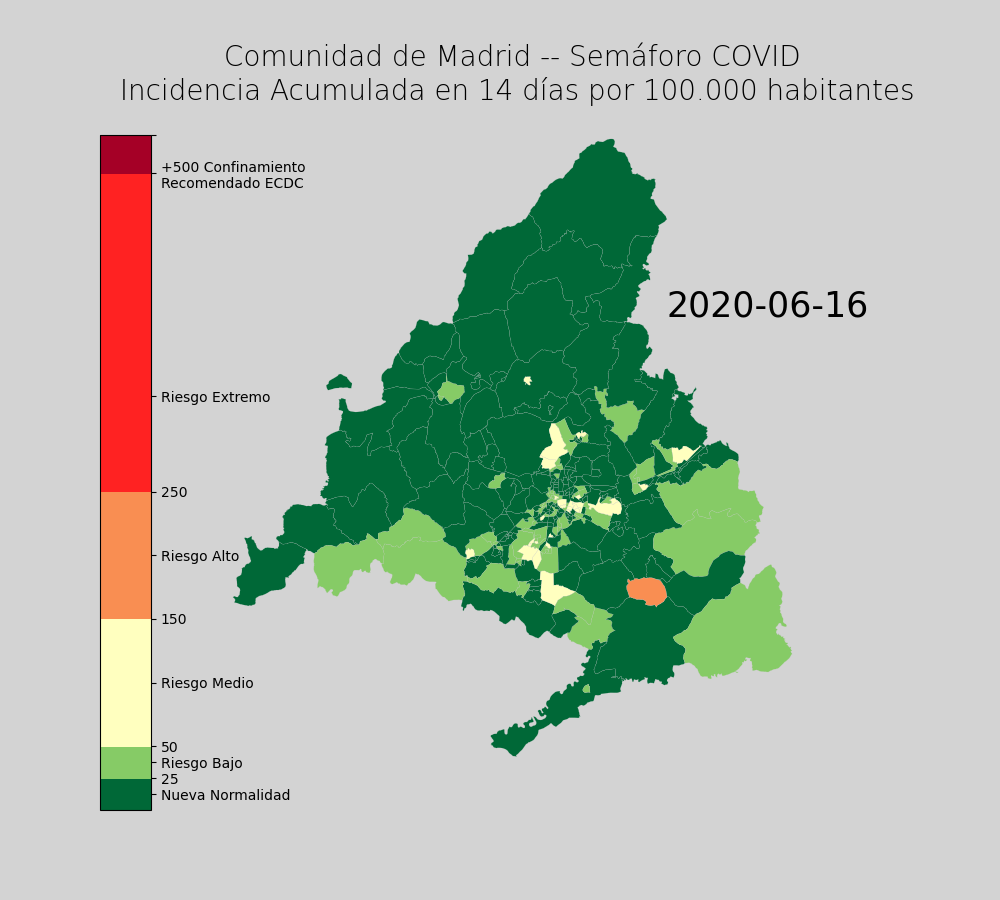 Comunidad de Madrid -- Semáforo COVID
Incidencia Acumulada en 14 días por 100.000 habitantes
+500 Confinamiento
Recomendado ECDC
2020-06-16
Riesgo Extremo
250
Riesgo Alto
150
Riesgo Medio
50
Riesgo Bajo
25
Nueva Normalidad